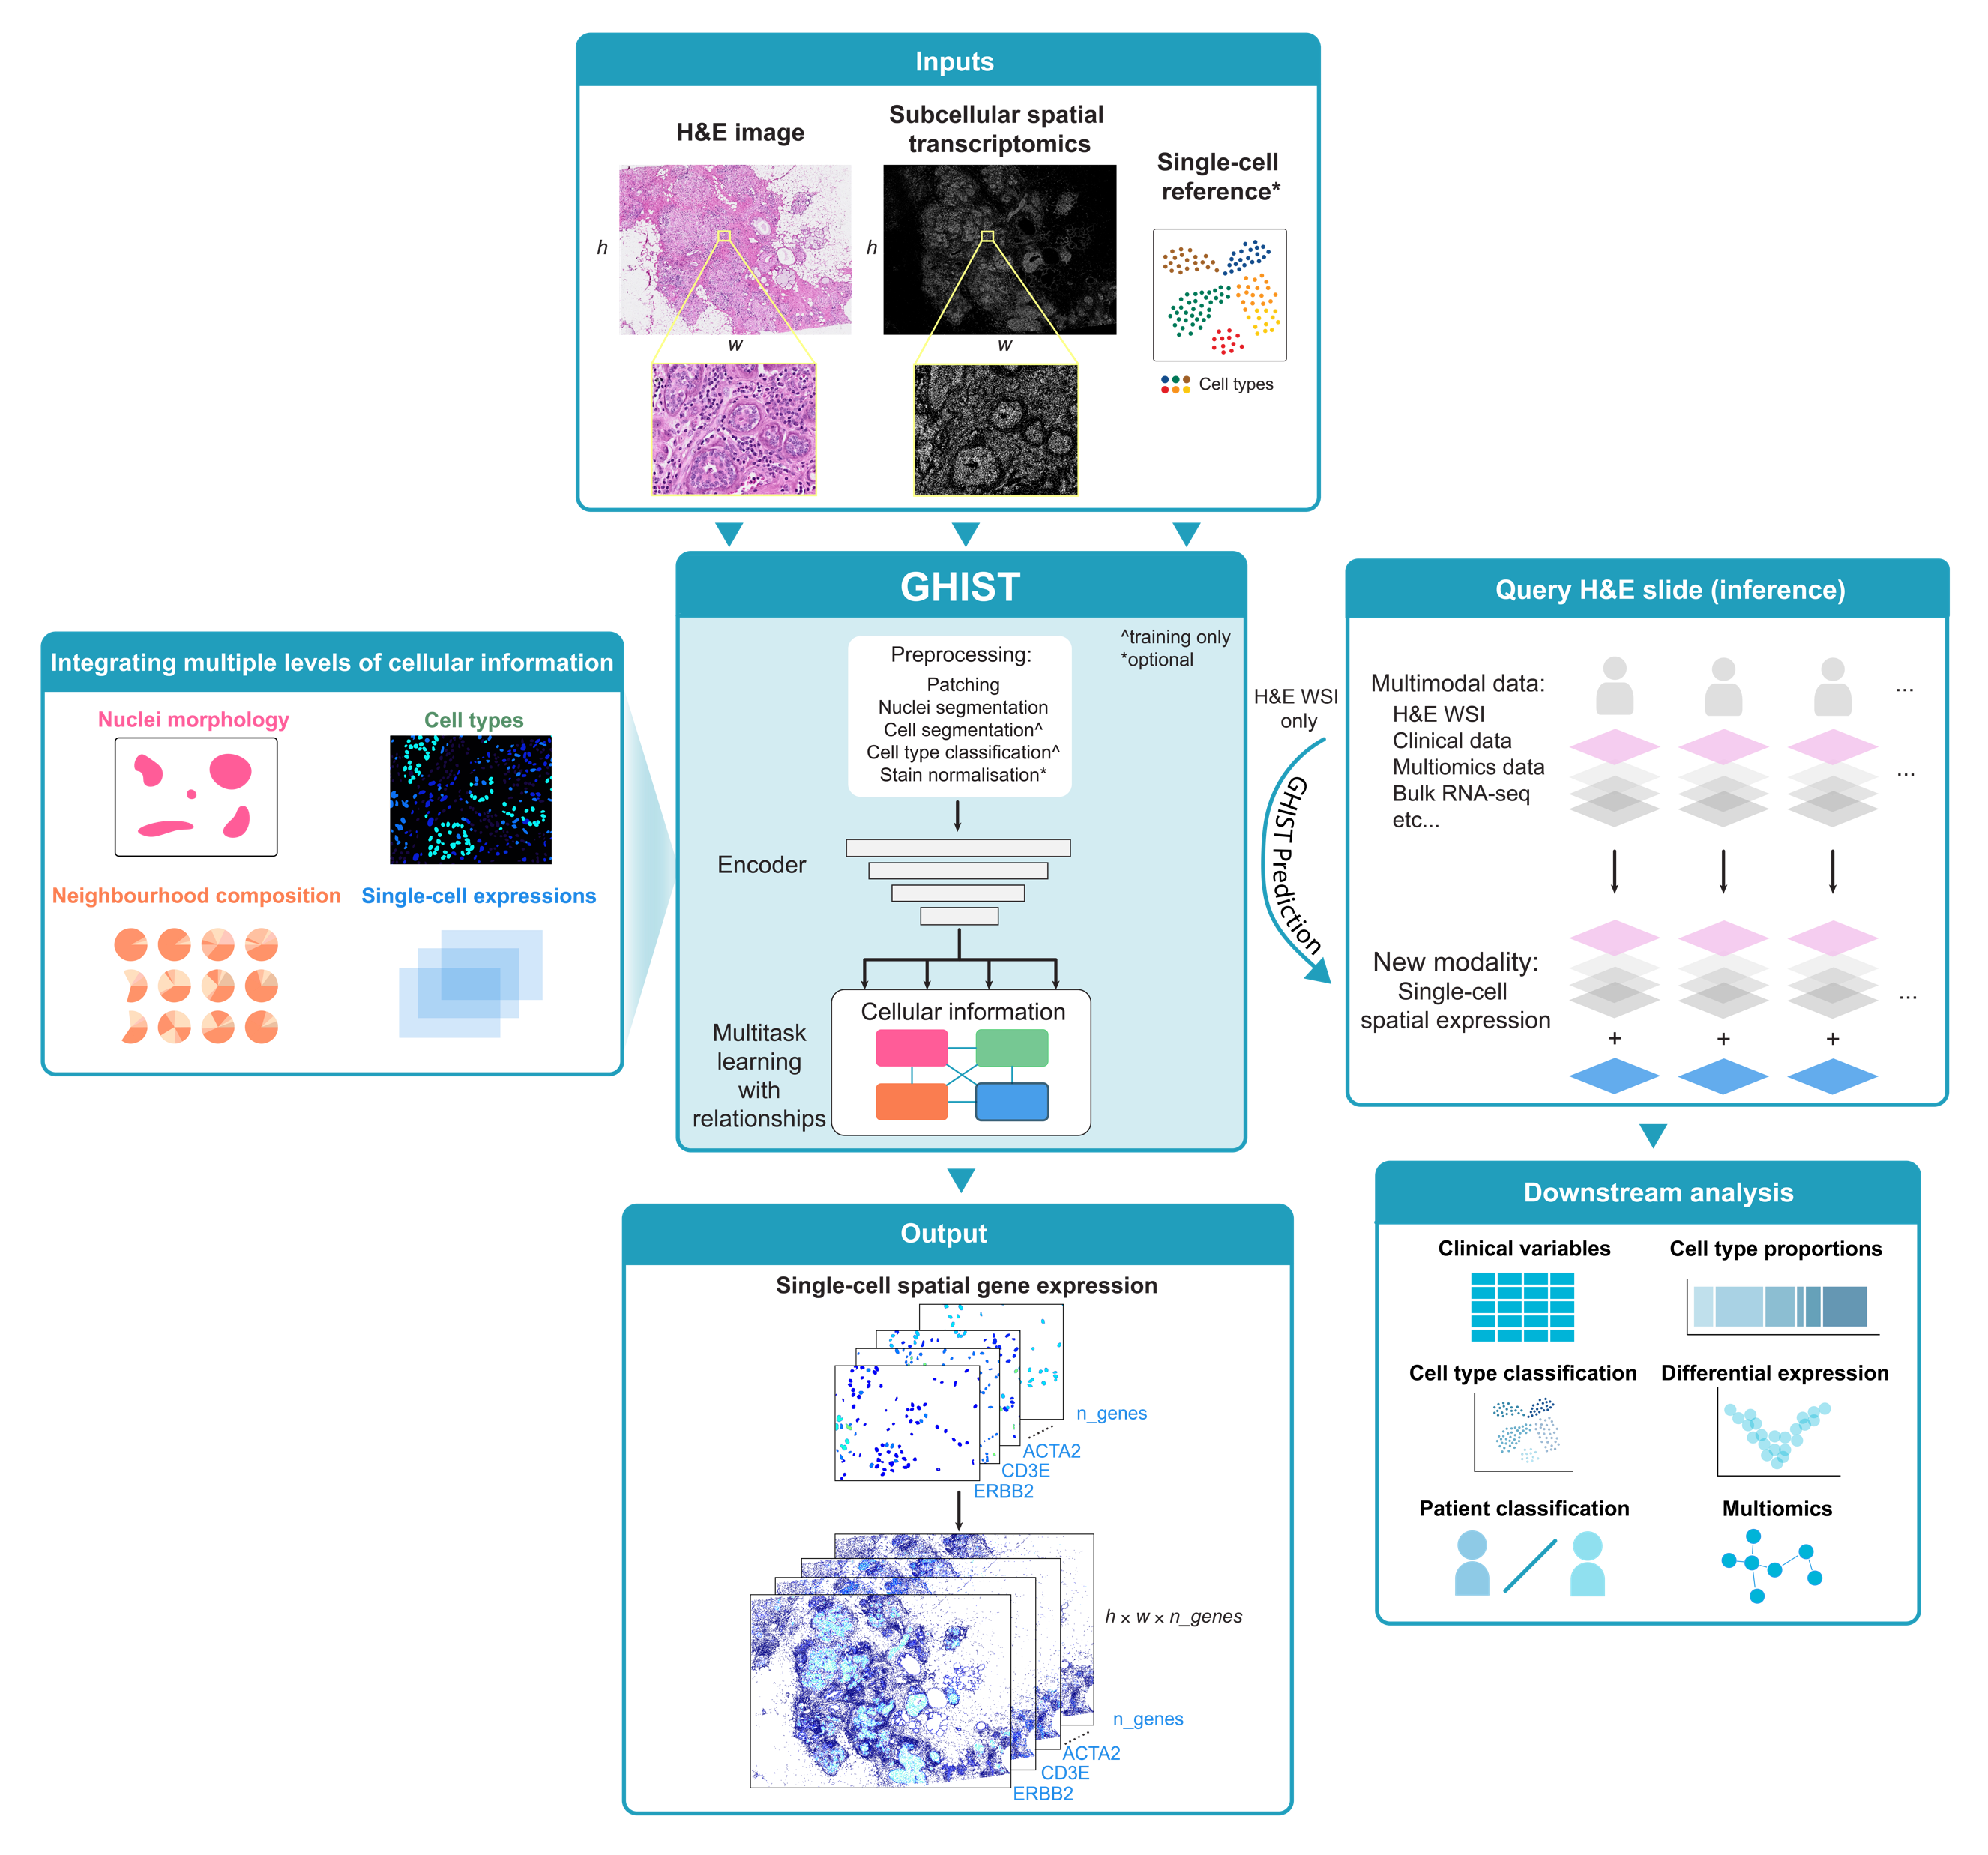 Inputs
H&E image
Subcellular spatial
transcriptomics
Single-cell
reference*
h
w
h
w
Cell types
GHIST
^training only
*optional
Preprocessing:
Patching
Nuclei segmentation
Cell segmentation^
Cell type classification^
Stain normalisation*
Encoder
Cellular information
Multitask
learning
with
relationships
Integrating multiple levels of cellular information
Nuclei morphology
Cell types
Neighbourhood composition
Single-cell expressions
H&E WSI
only
GHIST Prediction
Query H&E slide (inference)
Multimodal data:
H&E WSI
Clinical data
Multiomics data
Bulk RNA-seq
etc...
...
...
New modality:
Single-cell
spatial expression
...
+ + +
Output
Single-cell spatial gene expression
n_genes
ACTA2
CD3E
ERBB2
h × w × n_genes
n_genes
ACTA2
CD3E
ERBB2
Downstream analysis
Clinical variables
Cell type proportions
Cell type classification
Differential expression
Patient classification
Multiomics